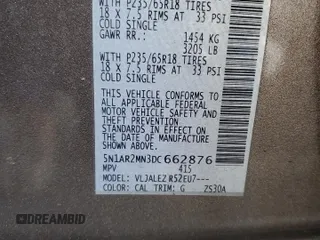 WITH P235/65R18 TIRES
18 X 7.5 RIMS AT 33 PSI
COLD SINGLE
GAWR RR: 1454 KG
3205 LB
WITH P235/65R18 TIRES
18 X 7.5 RIMS AT 33 PSI
COLD SINGLE
THIS VEHICLE
CONFORMS TO ALL
APPLICABLE FEDERAL
MOTOR VEHICLE
SAFETY STANDARDS
IN EFFECT ON THE
DATE OF MANUFACTURE
SHOWN ABOVE.
5N1AR2MN3DC662876
MPV 415
MODEL: VLJALEZ R52EU7---
COLOR: CAL TRIM: G ZS30A
DREAMBID